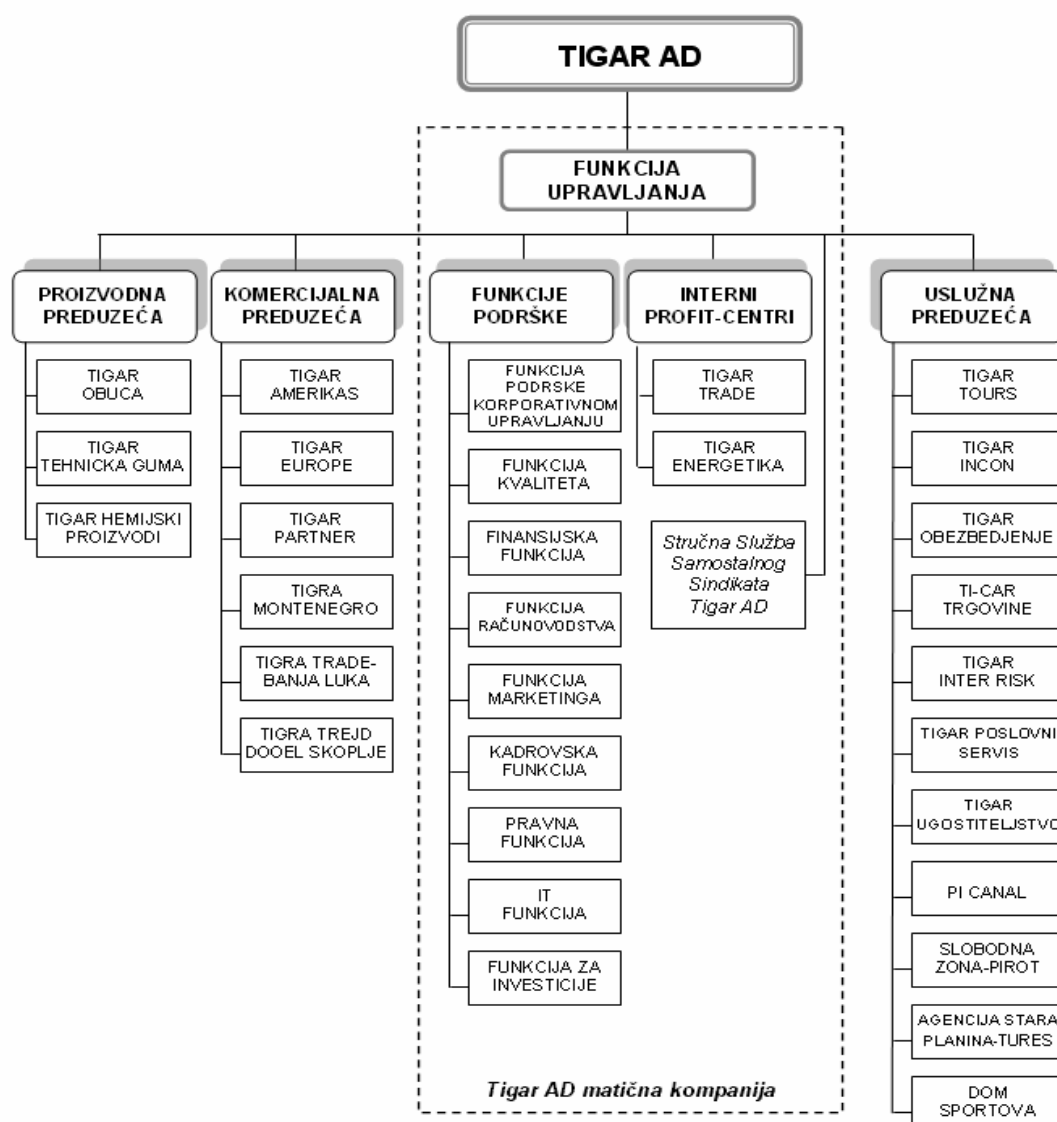 TIGAR AD
FUNKCIJA
UPRAVLJANJA
PROIZVODNA
PREDUZEĆA
TIGAR
OBUCA
TIGAR
TEHNICKA GUMA
TIGAR HEMIJSKI
PROIZVODI
KOMERCIJALNA
PREDUZEĆA
TIGAR
AMERIKAS
TIGAR
EUROPE
TIGAR
PARTNER
TIGRA
MONTENEGRO
TIGRA TRADE-
BANJA LUKA
TIGRA TREJD
DOOEL SKOPLJE
FUNKCIJE
PODRŠKE
FUNKCIJA
PODRSKE
KORPORATIVNOM
UPRAVLJANJU
FUNKCIJA
KVALITETA
FINANSIJSKA
FUNKCIJA
FUNKCIJA
RAČUNOVODSTVA
FUNKCIJA
MARKETINGA
KADROVSKA
FUNKCIJA
PRAVNA
FUNKCIJA
IT
FUNKCIJA
FUNKCIJA ZA
INVESTICIJE
INTERNI
PROFIT-CENTRI
TIGAR
TRADE
TIGAR
ENERGETIKA
Stručna Služba
Samostalnog
Sindikata
Tigar AD
USLUŽNA
PREDUZEĆA
TIGAR
TOURS
TIGAR
INCON
TIGAR
OBEZBEDJENJE
TI-CAR
TRGOVINE
TIGAR
INTER RISK
TIGAR POSLOVNI
SERVIS
TIGAR
UGOSTITELJSTVO
PI CANAL
SLOBODNA
ZONA-PIROT
AGENCIJA STARA
PLANINA-TURES
DOM
SPORTOVA
Tigar AD matična kompanija